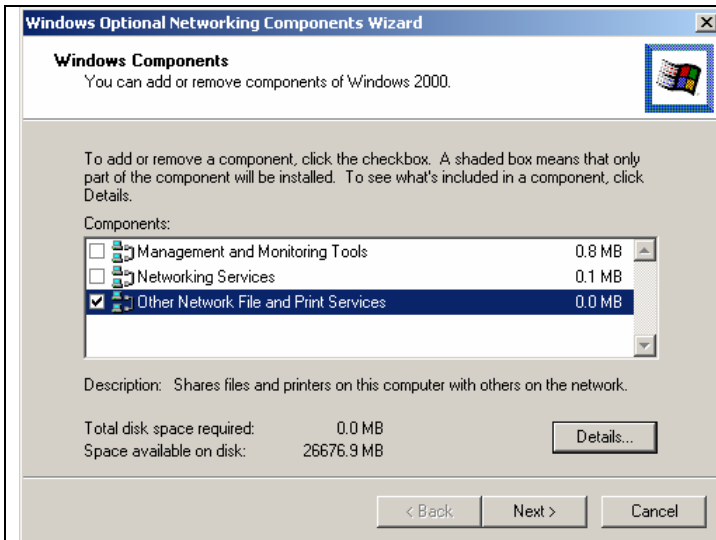 Windows Optional Networking Components Wizard
Windows Components
You can add or remove components of Windows 2000.
To add or remove a component, click the checkbox. A shaded box means that only
part of the component will be installed. To see what's included in a component, click
Details.
Components:
Management and Monitoring Tools 0.8 MB
Networking Services 0.1 MB
Other Network File and Print Services 0.0 MB
Description: Shares files and printers on this computer with others on the network.
Total disk space required: 0.0 MB
Space available on disk: 26676.9 MB
Details...
< Back Next > Cancel